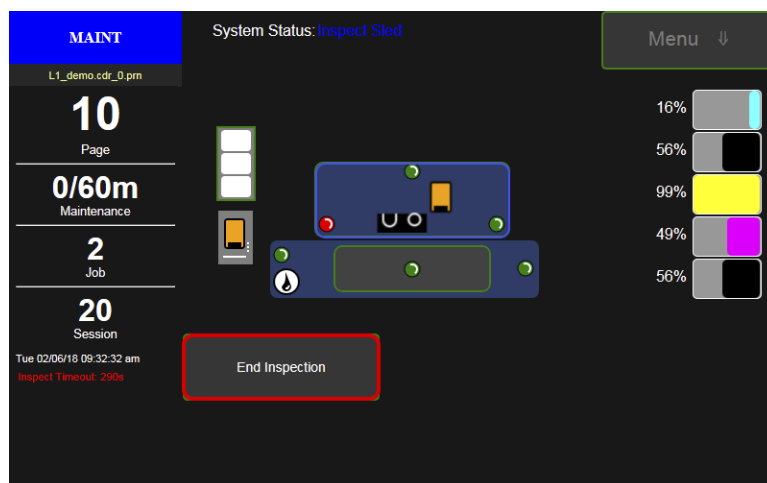 MAINT
System Status: Inspect Sled
Menu ⇓
L1_demo.cdr_0.prn
10
Page
0/60m
Maintenance
2
Job
20
Session
Tue 02/06/18 09:32:32 am
Inspect Timeout: 290s
End Inspection
16%
56%
99%
49%
56%